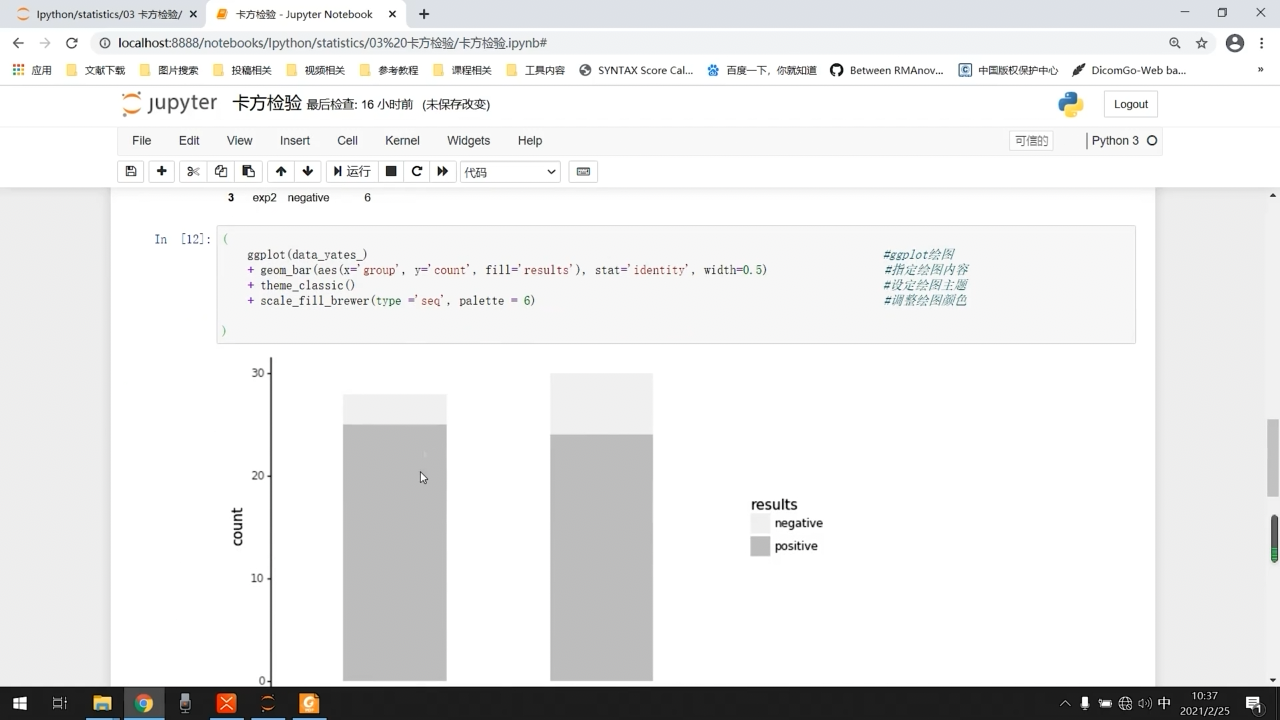 Ipython/statistics/03 卡方检验/
卡方检验 - Jupyter Notebook
localhost:8888/notebooks/Ipython/statistics/03%20卡方检验/卡方检验.ipynb#
应用 文献下载 图片搜索 投稿相关 视频相关 参考教程 课程相关 工具内容 SYNTAX Score Cal... 百度一下，你就知道 Between RMAnov... 中国版权保护中心 DicomGo-Web ba... »
jupyter 卡方检验 最后检查: 16 小时前 (未保存改变) Logout
File Edit View Insert Cell Kernel Widgets Help 可信的 Python 3
运行 代码
3 exp2 negative 6
In [12]: (
ggplot(data_yates_) #ggplot绘图
+ geom_bar(aes(x='group', y='count', fill='results'), stat='identity', width=0.5) #指定绘图内容
+ theme_classic() #设定绘图主题
+ scale_fill_brewer(type ='seq', palette = 6) #调整绘图颜色
)
30
20
10
0
count
results
negative
positive
中
10:37
2021/2/25
1